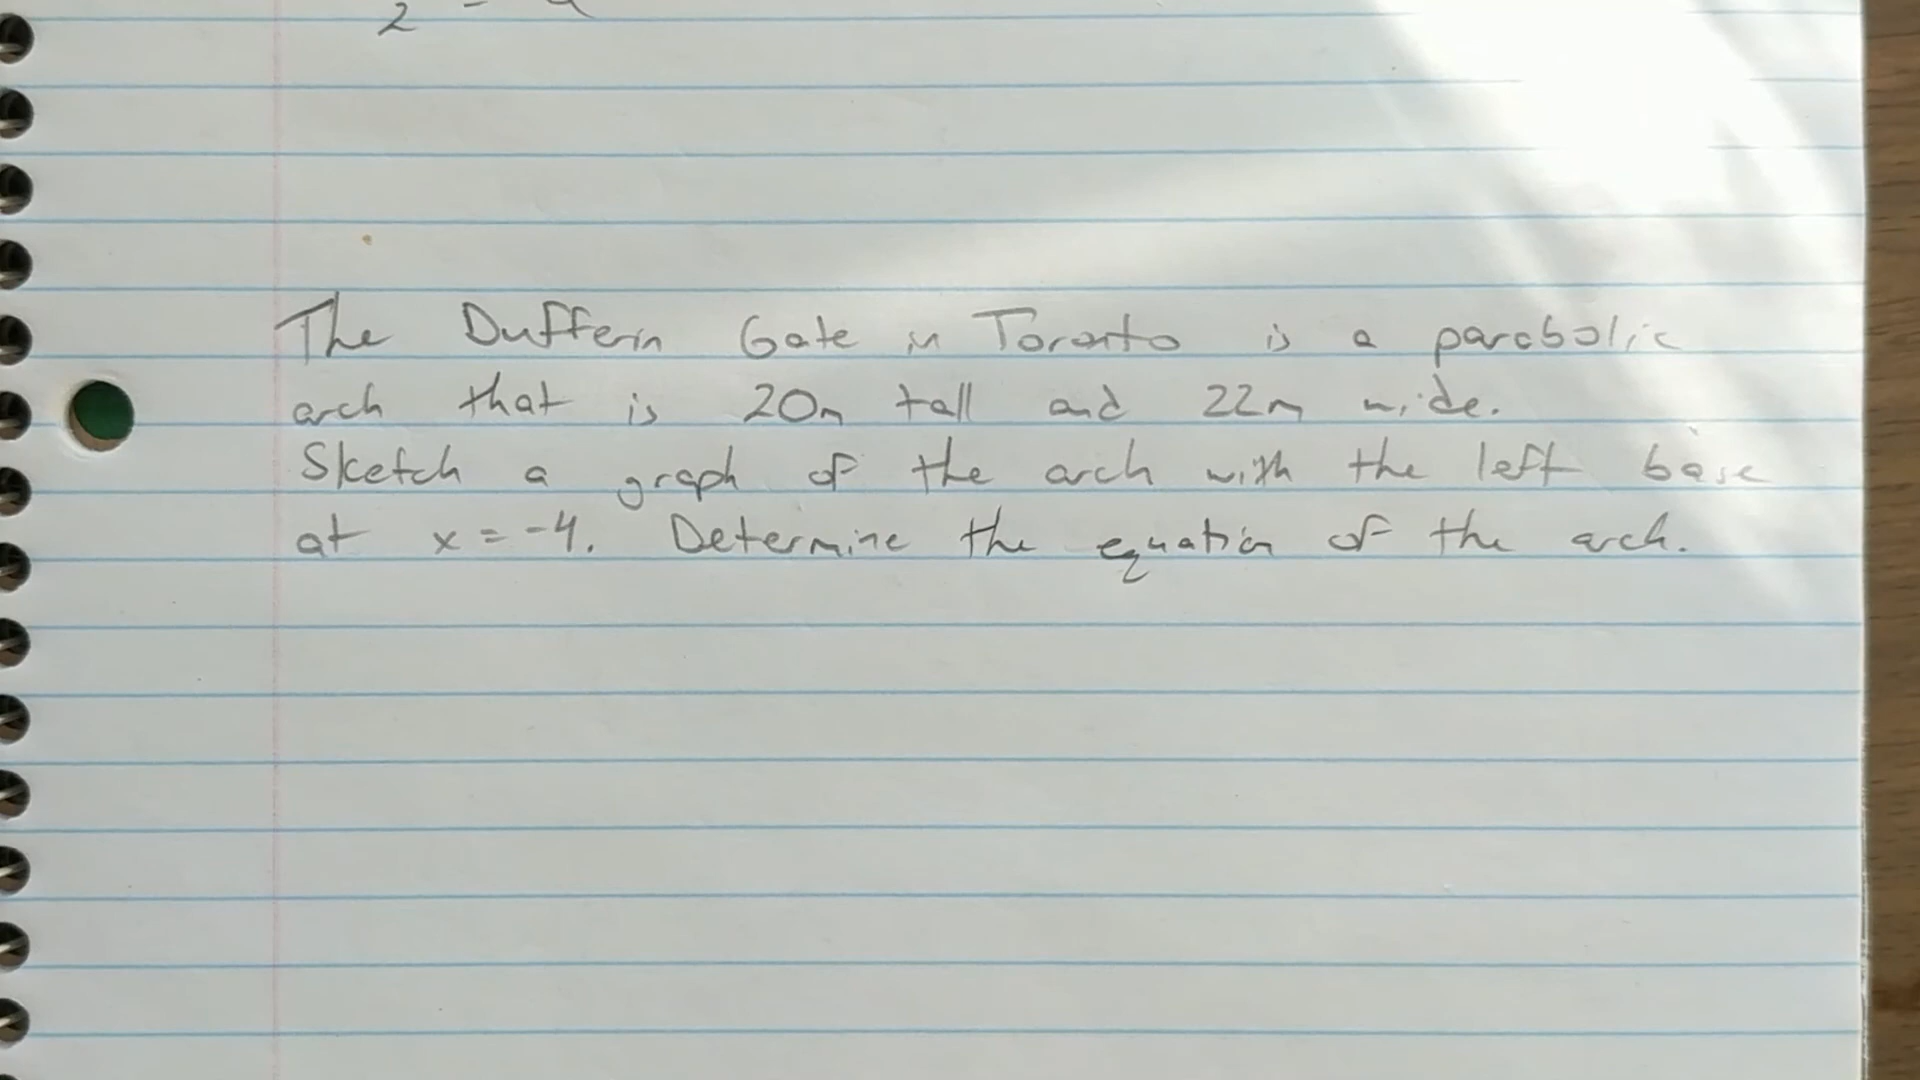 2
The Dufferin Gate in Toronto is a parabolic
arch that is 20m tall and 22m wide.
Sketch a graph of the arch with the left base
at x = -4. Determine the equation of the arch.